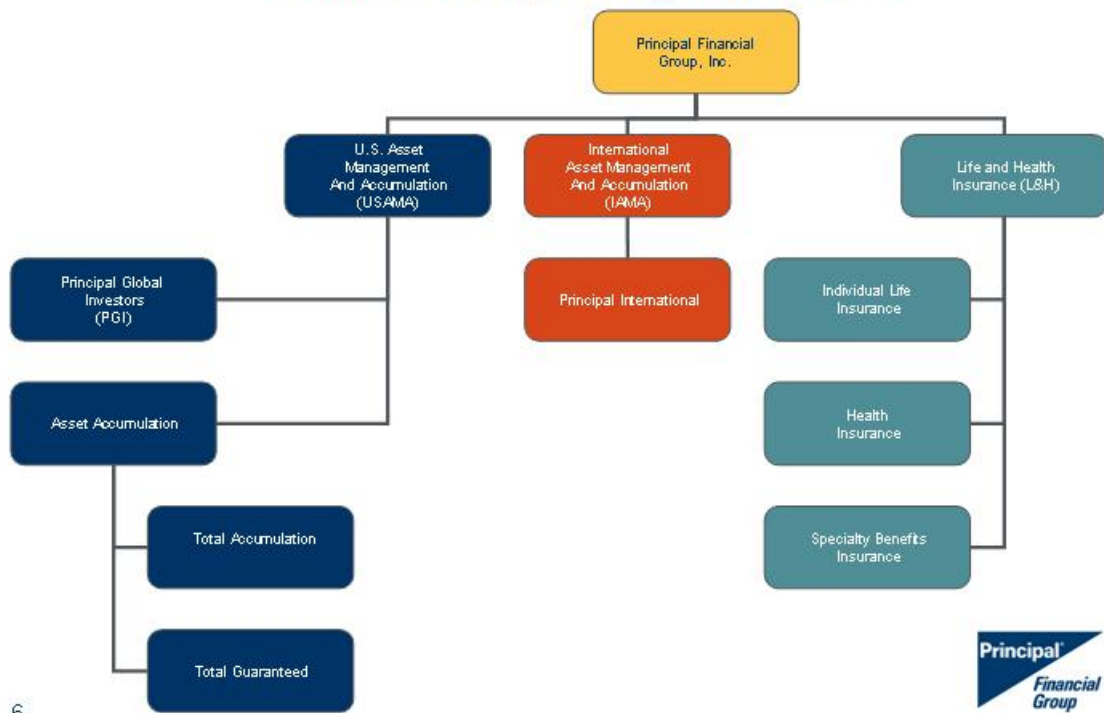 Principal Financial
Group, Inc.
U.S. Asset
Management
And Accumulation
(USAMA)
International
Asset Management
And Accumulation
(IAMA)
Life and Health
Insurance (L&H)
Principal Global
Investors
(PGI)
Principal International
Individual Life
Insurance
Asset Accumulation
Health
Insurance
Total Accumulation
Specialty Benefits
Insurance
Total Guaranteed
Principal
Financial
Group
6